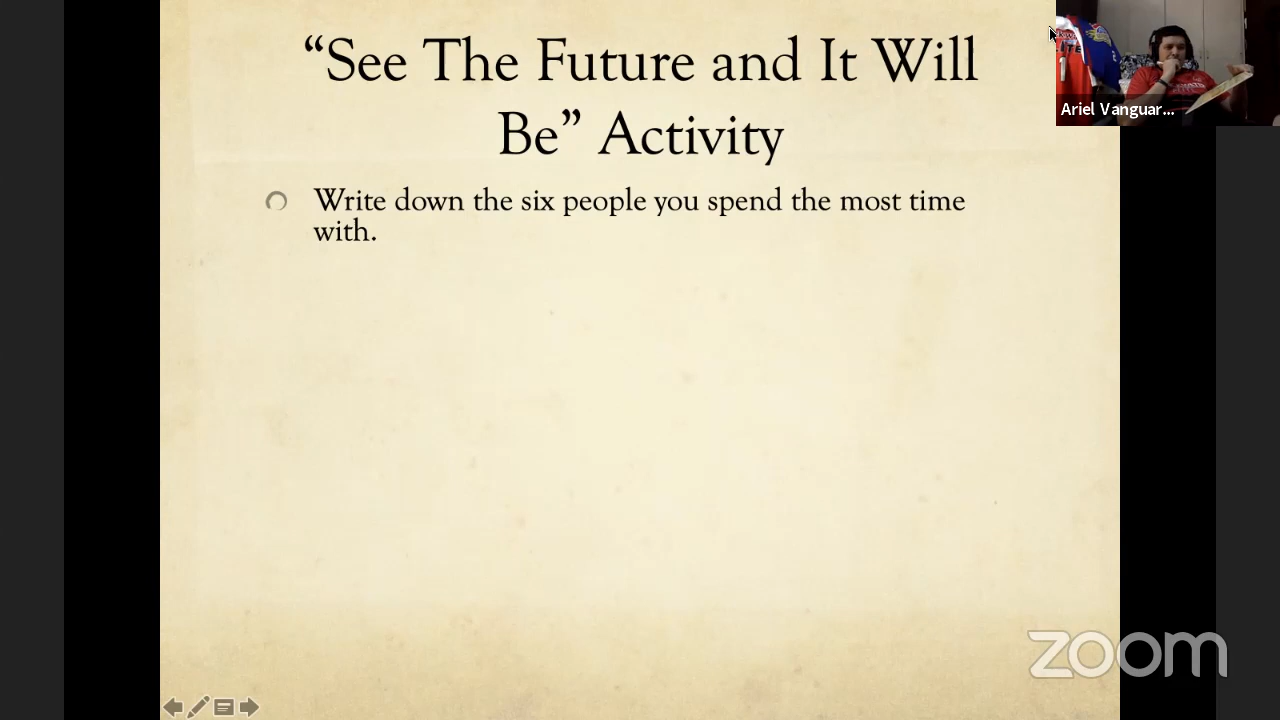 “See The Future and It Will
Be” Activity
Write down the six people you spend the most time
with.
Ariel Vanguar...
zoom